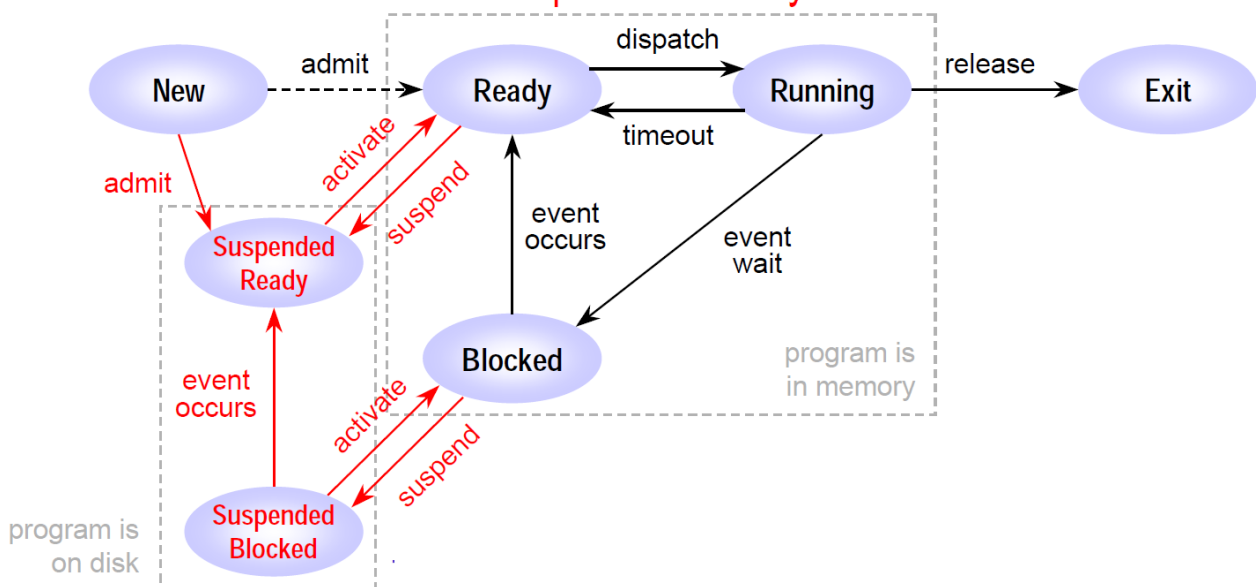 dispatch
admit
release
New
Ready
Running
Exit
timeout
activate
suspend
admit
event
occurs
event
wait
Suspended
Ready
Blocked
program is
in memory
event
occurs
activate
suspend
Suspended
Blocked
program is
on disk